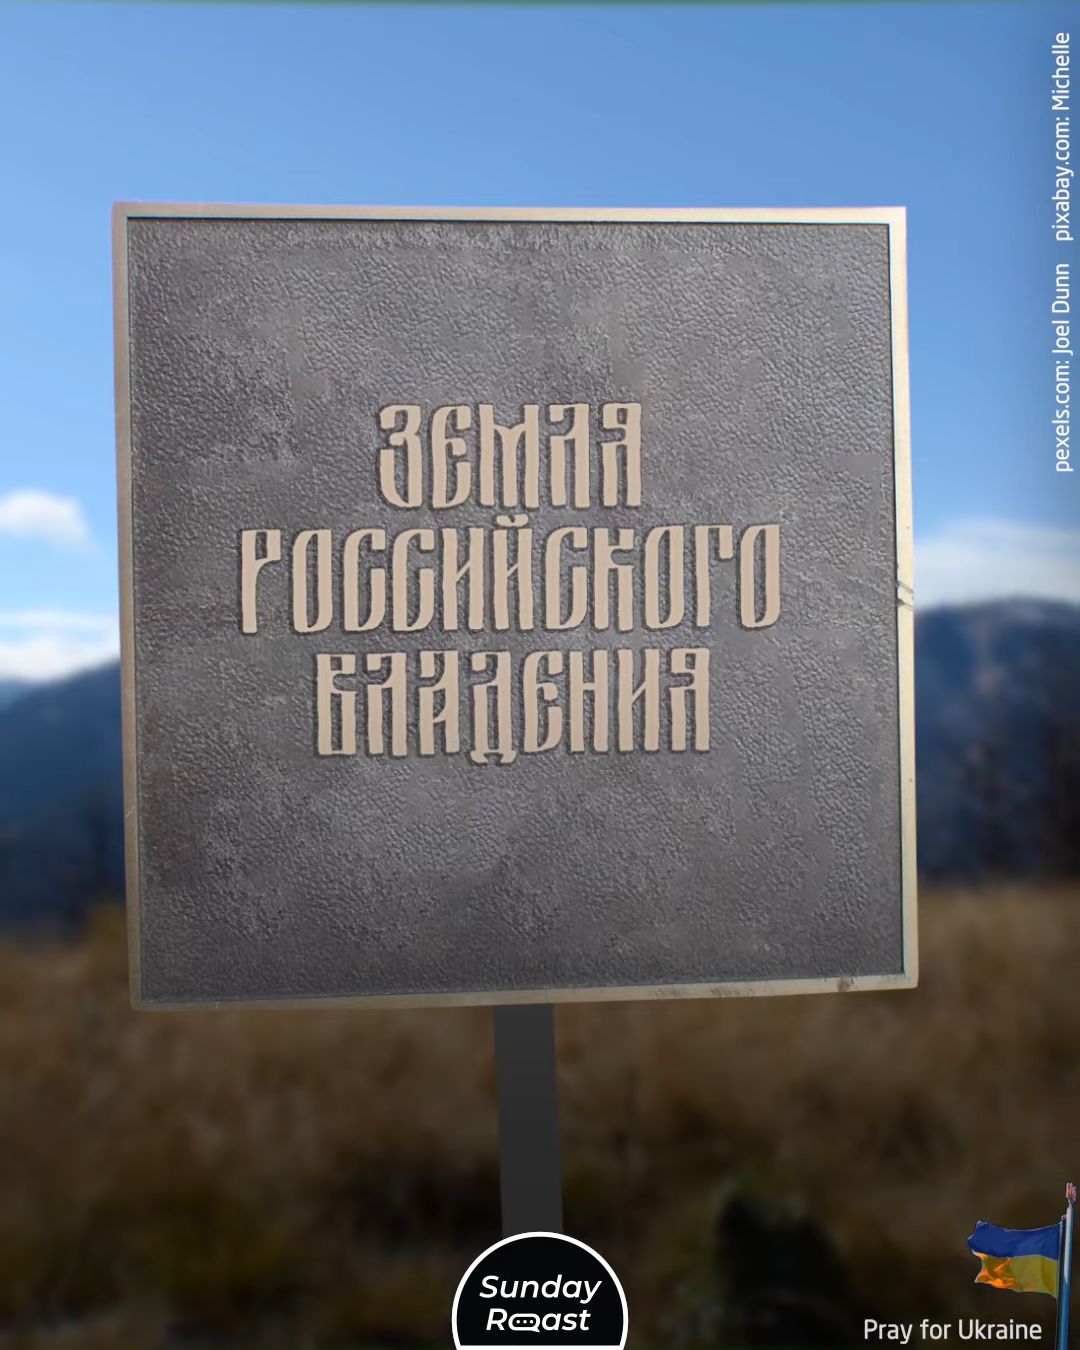 ЗЕМЛЯ
РОССИЙСКОГО
ВЛАДЕНИЯ
pexels.com: Joel Dunn pixabay.com: Michelle
Sunday
Roast
Pray for Ukraine